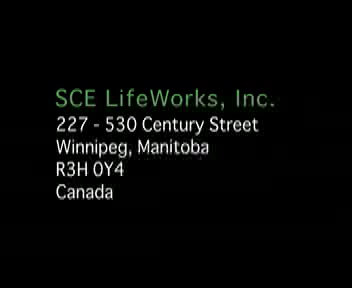 SCE LifeWorks, Inc.
227 - 530 Century Street
Winnipeg, Manitoba
R3H 0Y4
Canada